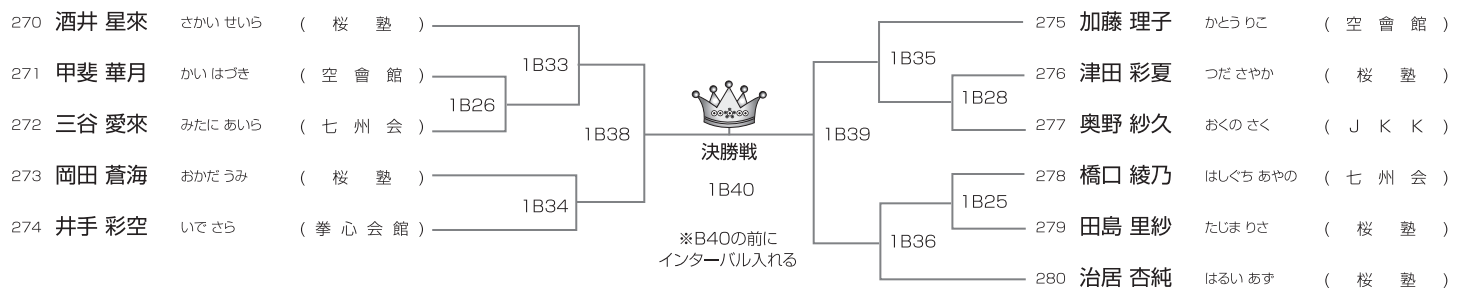 270 酒井 星來 さかい せいら (桜塾)
271 甲斐 華月 かい はづき (空會館)
272 三谷 愛來 みたに あいら (七州会)
273 岡田 蒼海 おかだ うみ (桜塾)
274 井手 彩空 いで さら (拳心会館)
1B33
1B26
1B38
1B34
決勝戦
1B40
※B40の前に
インターバル入れる
1B39
1B35
1B28
1B25
1B36
275 加藤 理子 かとう りこ (空會館)
276 津田 彩夏 つだ さやか (桜塾)
277 奥野 紗久 おくの さく (JKK)
278 橋口 綾乃 はしぐち あやの (七州会)
279 田島 里紗 たじま りさ (桜塾)
280 治居 杏純 はるい あず (桜塾)